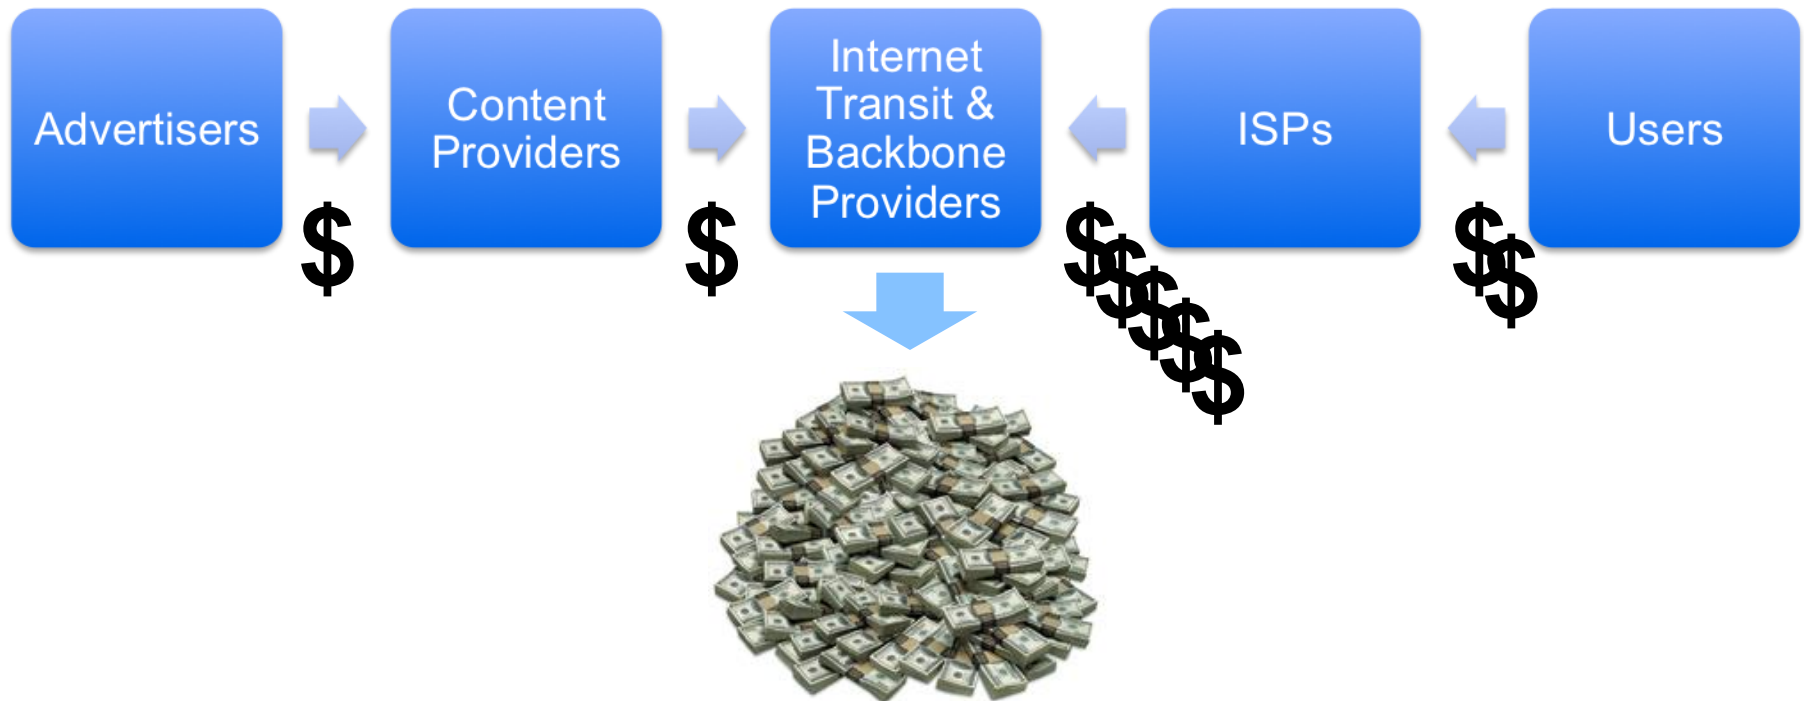 Advertisers
Content
Providers
Internet
Transit &
Backbone
Providers
ISPs
Users
$
$
$$$$$
$$